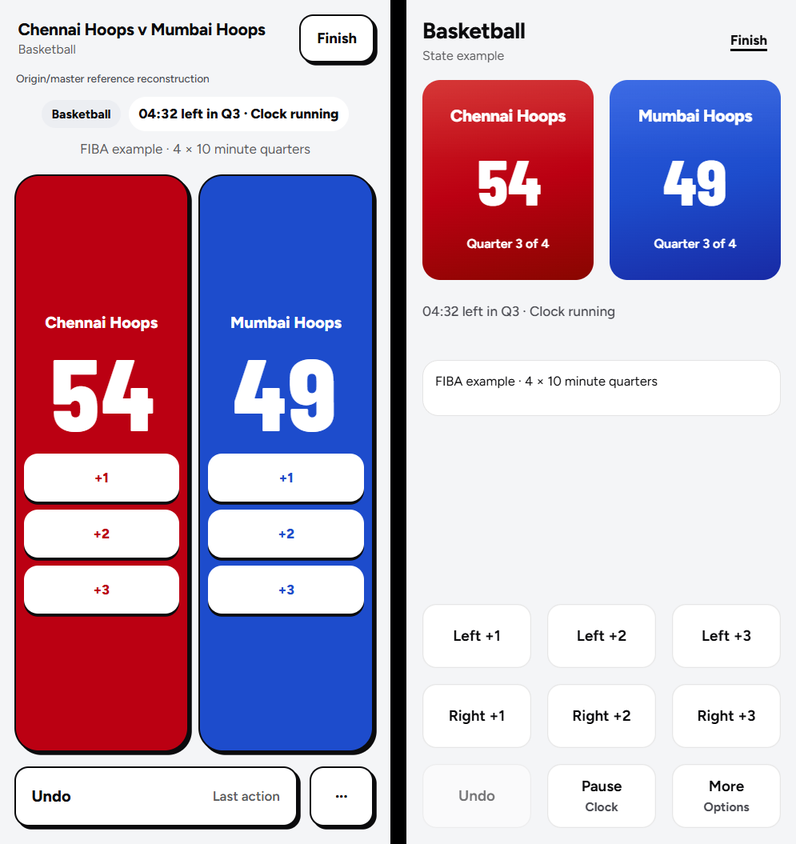 Chennai Hoops v Mumbai Hoops
Basketball
Finish
Origin/master reference reconstruction
Basketball
04:32 left in Q3 · Clock running
FIBA example · 4 × 10 minute quarters
Chennai Hoops
54
+1
+2
+3
Mumbai Hoops
49
+1
+2
+3
Undo
Last action
···
Basketball
State example
Finish
Chennai Hoops
54
Quarter 3 of 4
Mumbai Hoops
49
Quarter 3 of 4
04:32 left in Q3 · Clock running
FIBA example · 4 × 10 minute quarters
Left +1
Left +2
Left +3
Right +1
Right +2
Right +3
Undo
Pause
Clock
More
Options